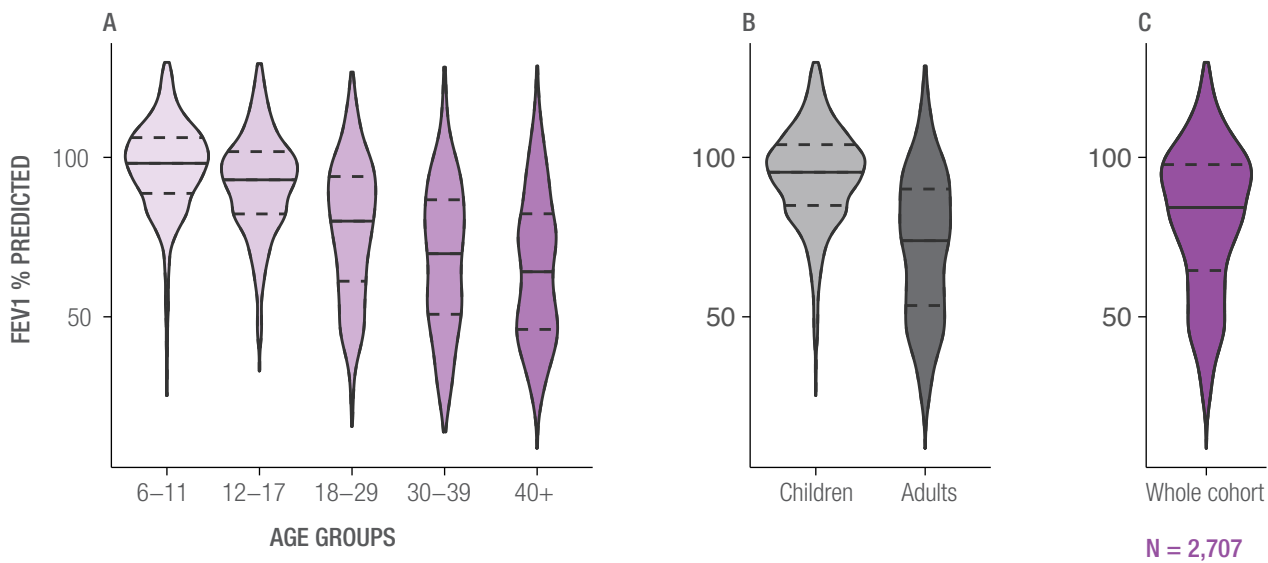 A
FEV1 % PREDICTED
100
50
6–11 12–17 18–29 30–39 40+
AGE GROUPS
B
100
50
Children Adults
C
100
50
Whole cohort
N = 2,707